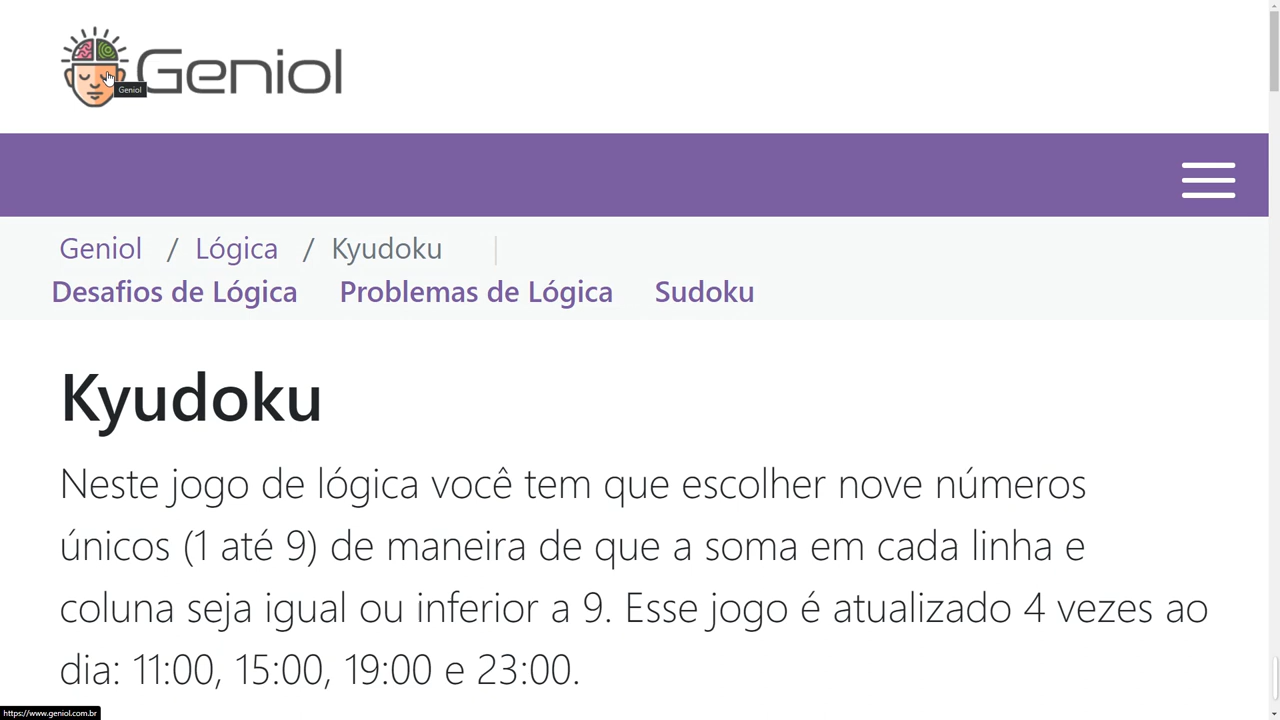 Geniol
Geniol
Geniol / Lógica / Kyudoku
Desafios de Lógica Problemas de Lógica Sudoku
Kyudoku
Neste jogo de lógica você tem que escolher nove números
únicos (1 até 9) de maneira de que a soma em cada linha e
coluna seja igual ou inferior a 9. Esse jogo é atualizado 4 vezes ao
dia: 11:00, 15:00, 19:00 e 23:00.
https://www.geniol.com.br